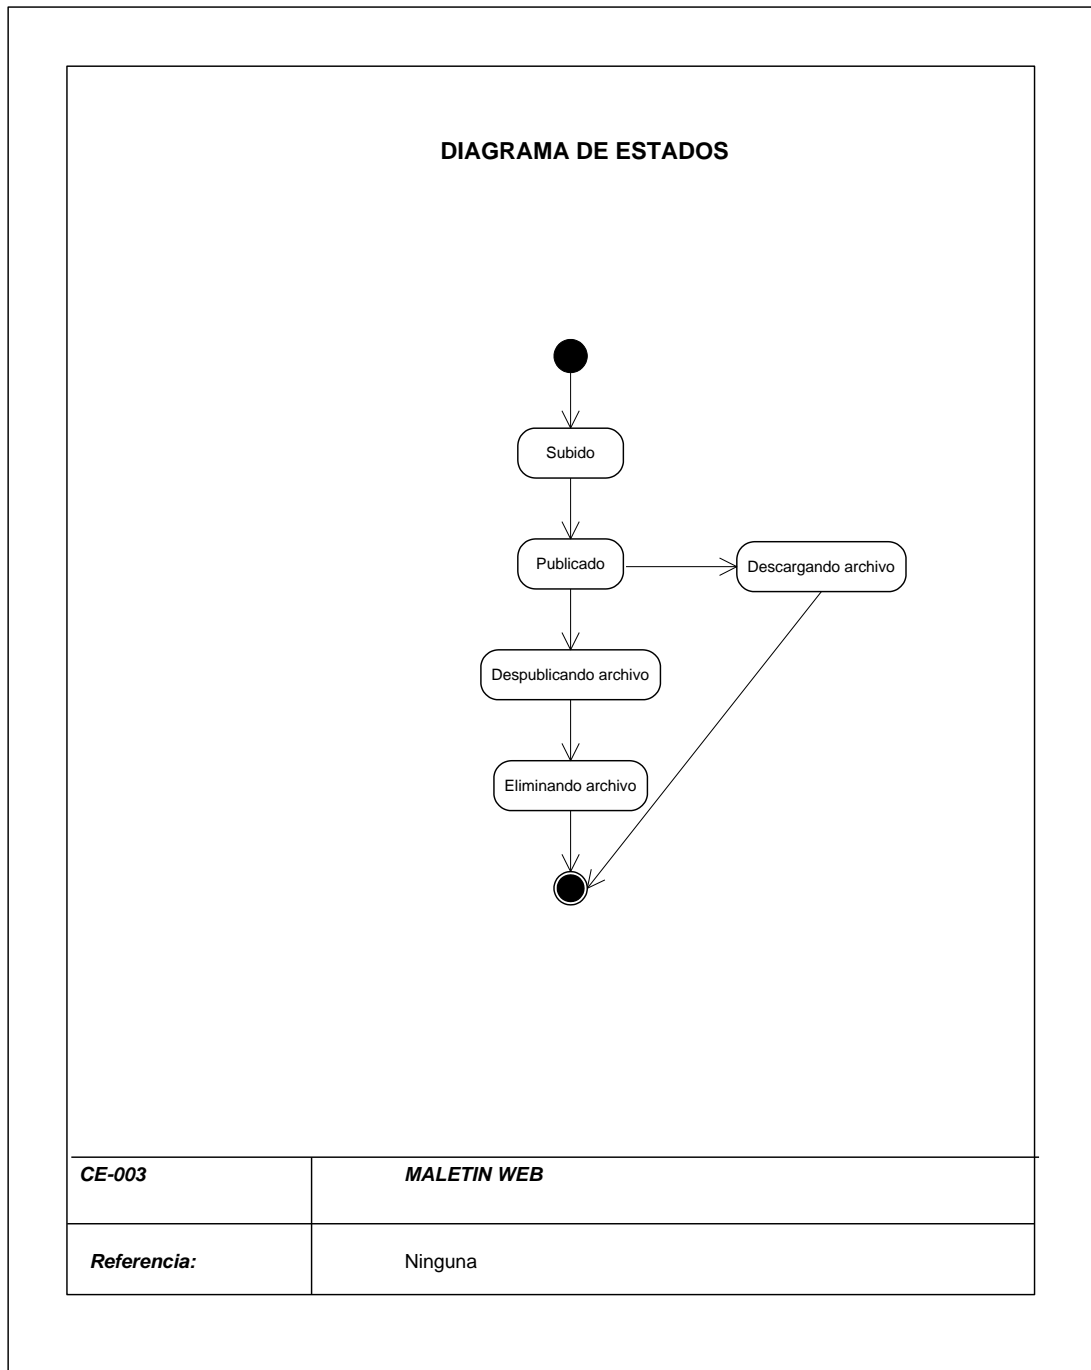 DIAGRAMA DE ESTADOS
Subido
Publicado
Descargando archivo
Despublicando archivo
Eliminando archivo
CE-003
MALETIN WEB
Referencia:
Ninguna